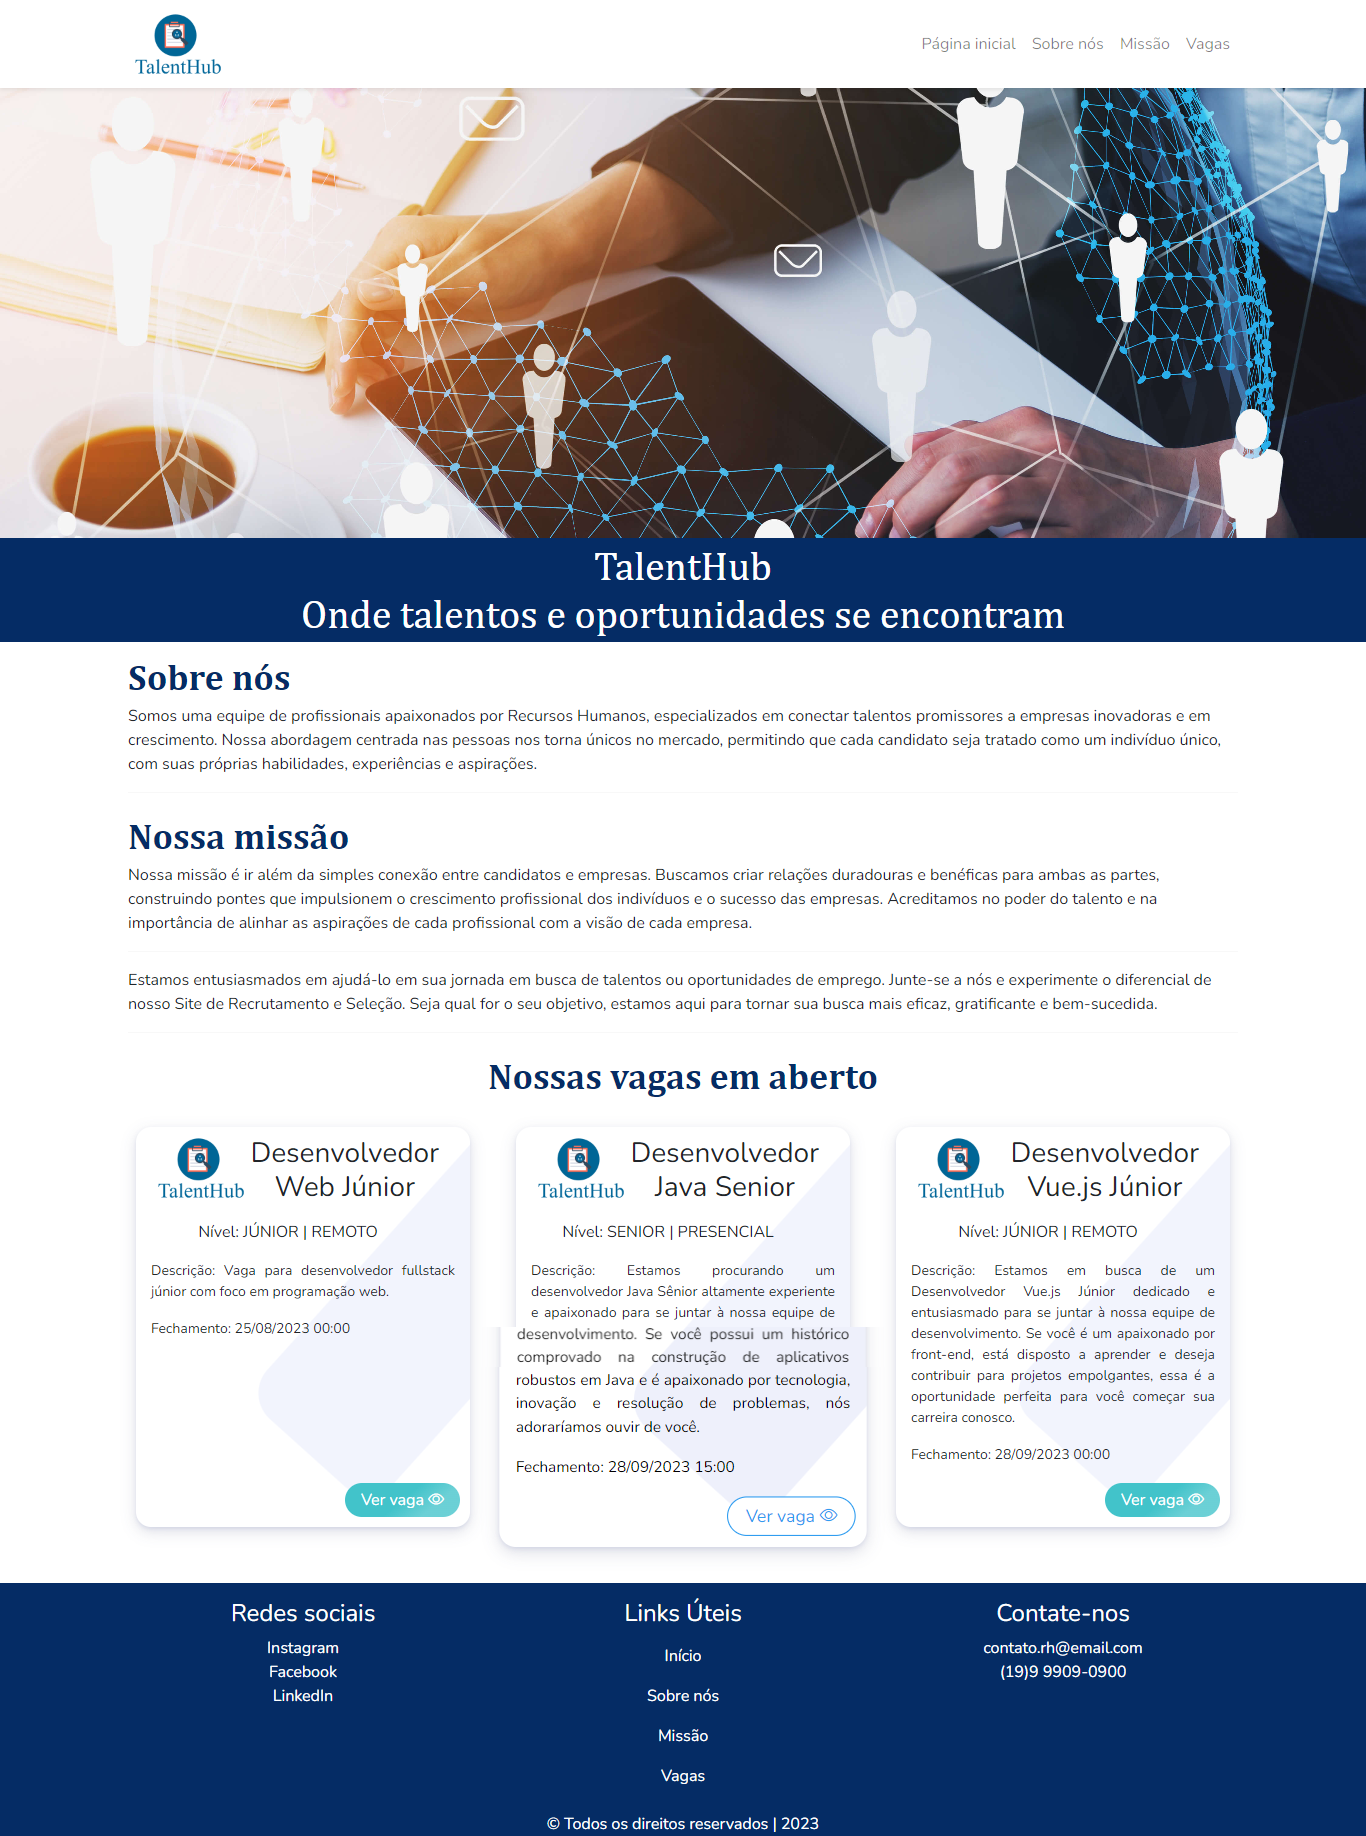 TalentHub
Página inicial Sobre nós Missão Vagas
TalentHub
Onde talentos e oportunidades se encontram
Sobre nós
Somos uma equipe de profissionais apaixonados por Recursos Humanos, especializados em conectar talentos promissores a empresas inovadoras e em
crescimento. Nossa abordagem centrada nas pessoas nos torna únicos no mercado, permitindo que cada candidato seja tratado como um indivíduo único,
com suas próprias habilidades, experiências e aspirações.
Nossa missão
Nossa missão é ir além da simples conexão entre candidatos e empresas. Buscamos criar relações duradouras e benéficas para ambas as partes,
construindo pontes que impulsionem o crescimento profissional dos indivíduos e o sucesso das empresas. Acreditamos no poder do talento e na
importância de alinhar as aspirações de cada profissional com a visão de cada empresa.
Estamos entusiasmados em ajudá-lo em sua jornada em busca de talentos ou oportunidades de emprego. Junte-se a nós e experimente o diferencial de
nosso Site de Recrutamento e Seleção. Seja qual for o seu objetivo, estamos aqui para tornar sua busca mais eficaz, gratificante e bem-sucedida.
Nossas vagas em aberto
TalentHub
Desenvolvedor
Web Júnior
Nível: JÚNIOR | REMOTO
Descrição: Vaga para desenvolvedor fullstack
júnior com foco em programação web.
Fechamento: 25/08/2023 00:00
Ver vaga
TalentHub
Desenvolvedor
Java Senior
Nível: SENIOR | PRESENCIAL
Descrição: Estamos procurando um
desenvolvedor Java Sênior altamente experiente
e apaixonado para se juntar à nossa equipe de
desenvolvimento. Se você possui um histórico
comprovado na construção de aplicativos
robustos em Java e é apaixonado por tecnologia,
inovação e resolução de problemas, nós
adoraríamos ouvir de você.
Fechamento: 28/09/2023 15:00
Ver vaga
TalentHub
Desenvolvedor
Vue.js Júnior
Nível: JÚNIOR | REMOTO
Descrição: Estamos em busca de um
Desenvolvedor Vue.js Júnior dedicado e
entusiasmado para se juntar à nossa equipe de
desenvolvimento. Se você é um apaixonado por
front-end, está disposto a aprender e deseja
contribuir para projetos empolgantes, essa é a
oportunidade perfeita para você começar sua
carreira conosco.
Fechamento: 28/09/2023 00:00
Ver vaga
Redes sociais
Instagram
Facebook
LinkedIn
Links Úteis
Início
Sobre nós
Missão
Vagas
Contate-nos
contato.rh@email.com
(19)9 9909-0900
© Todos os direitos reservados | 2023